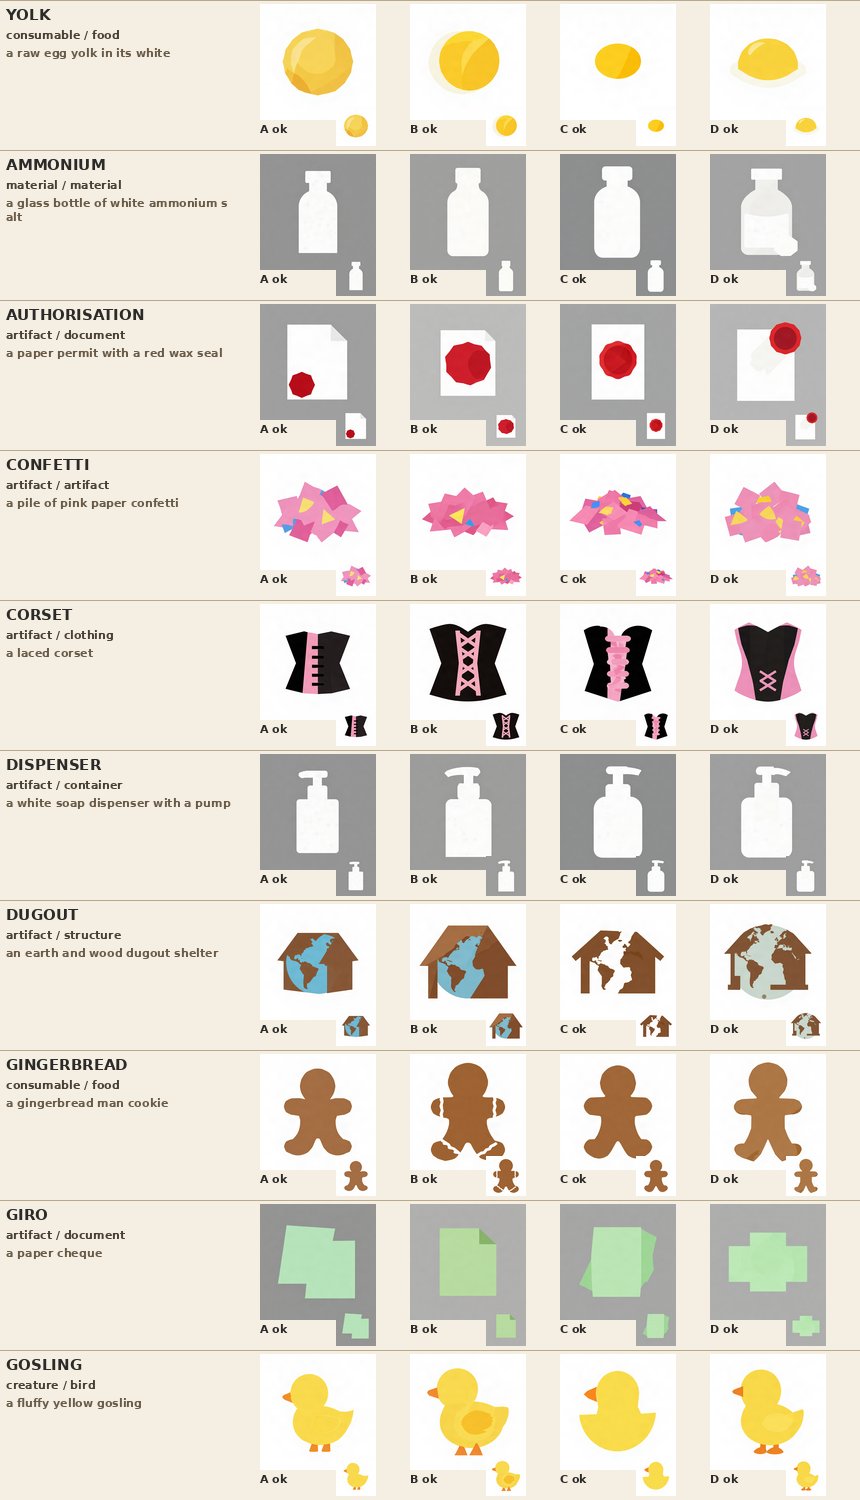 YOLK
consumable / food
a raw egg yolk in its white
A ok
B ok
C ok
D ok
AMMONIUM
material / material
a glass bottle of white ammonium s
alt
A ok
B ok
C ok
D ok
AUTHORISATION
artifact / document
a paper permit with a red wax seal
A ok
B ok
C ok
D ok
CONFETTI
artifact / artifact
a pile of pink paper confetti
A ok
B ok
C ok
D ok
CORSET
artifact / clothing
a laced corset
A ok
B ok
C ok
D ok
DISPENSER
artifact / container
a white soap dispenser with a pump
A ok
B ok
C ok
D ok
DUGOUT
artifact / structure
an earth and wood dugout shelter
A ok
B ok
C ok
D ok
GINGERBREAD
consumable / food
a gingerbread man cookie
A ok
B ok
C ok
D ok
GIRO
artifact / document
a paper cheque
A ok
B ok
C ok
D ok
GOSLING
creature / bird
a fluffy yellow gosling
A ok
B ok
C ok
D ok